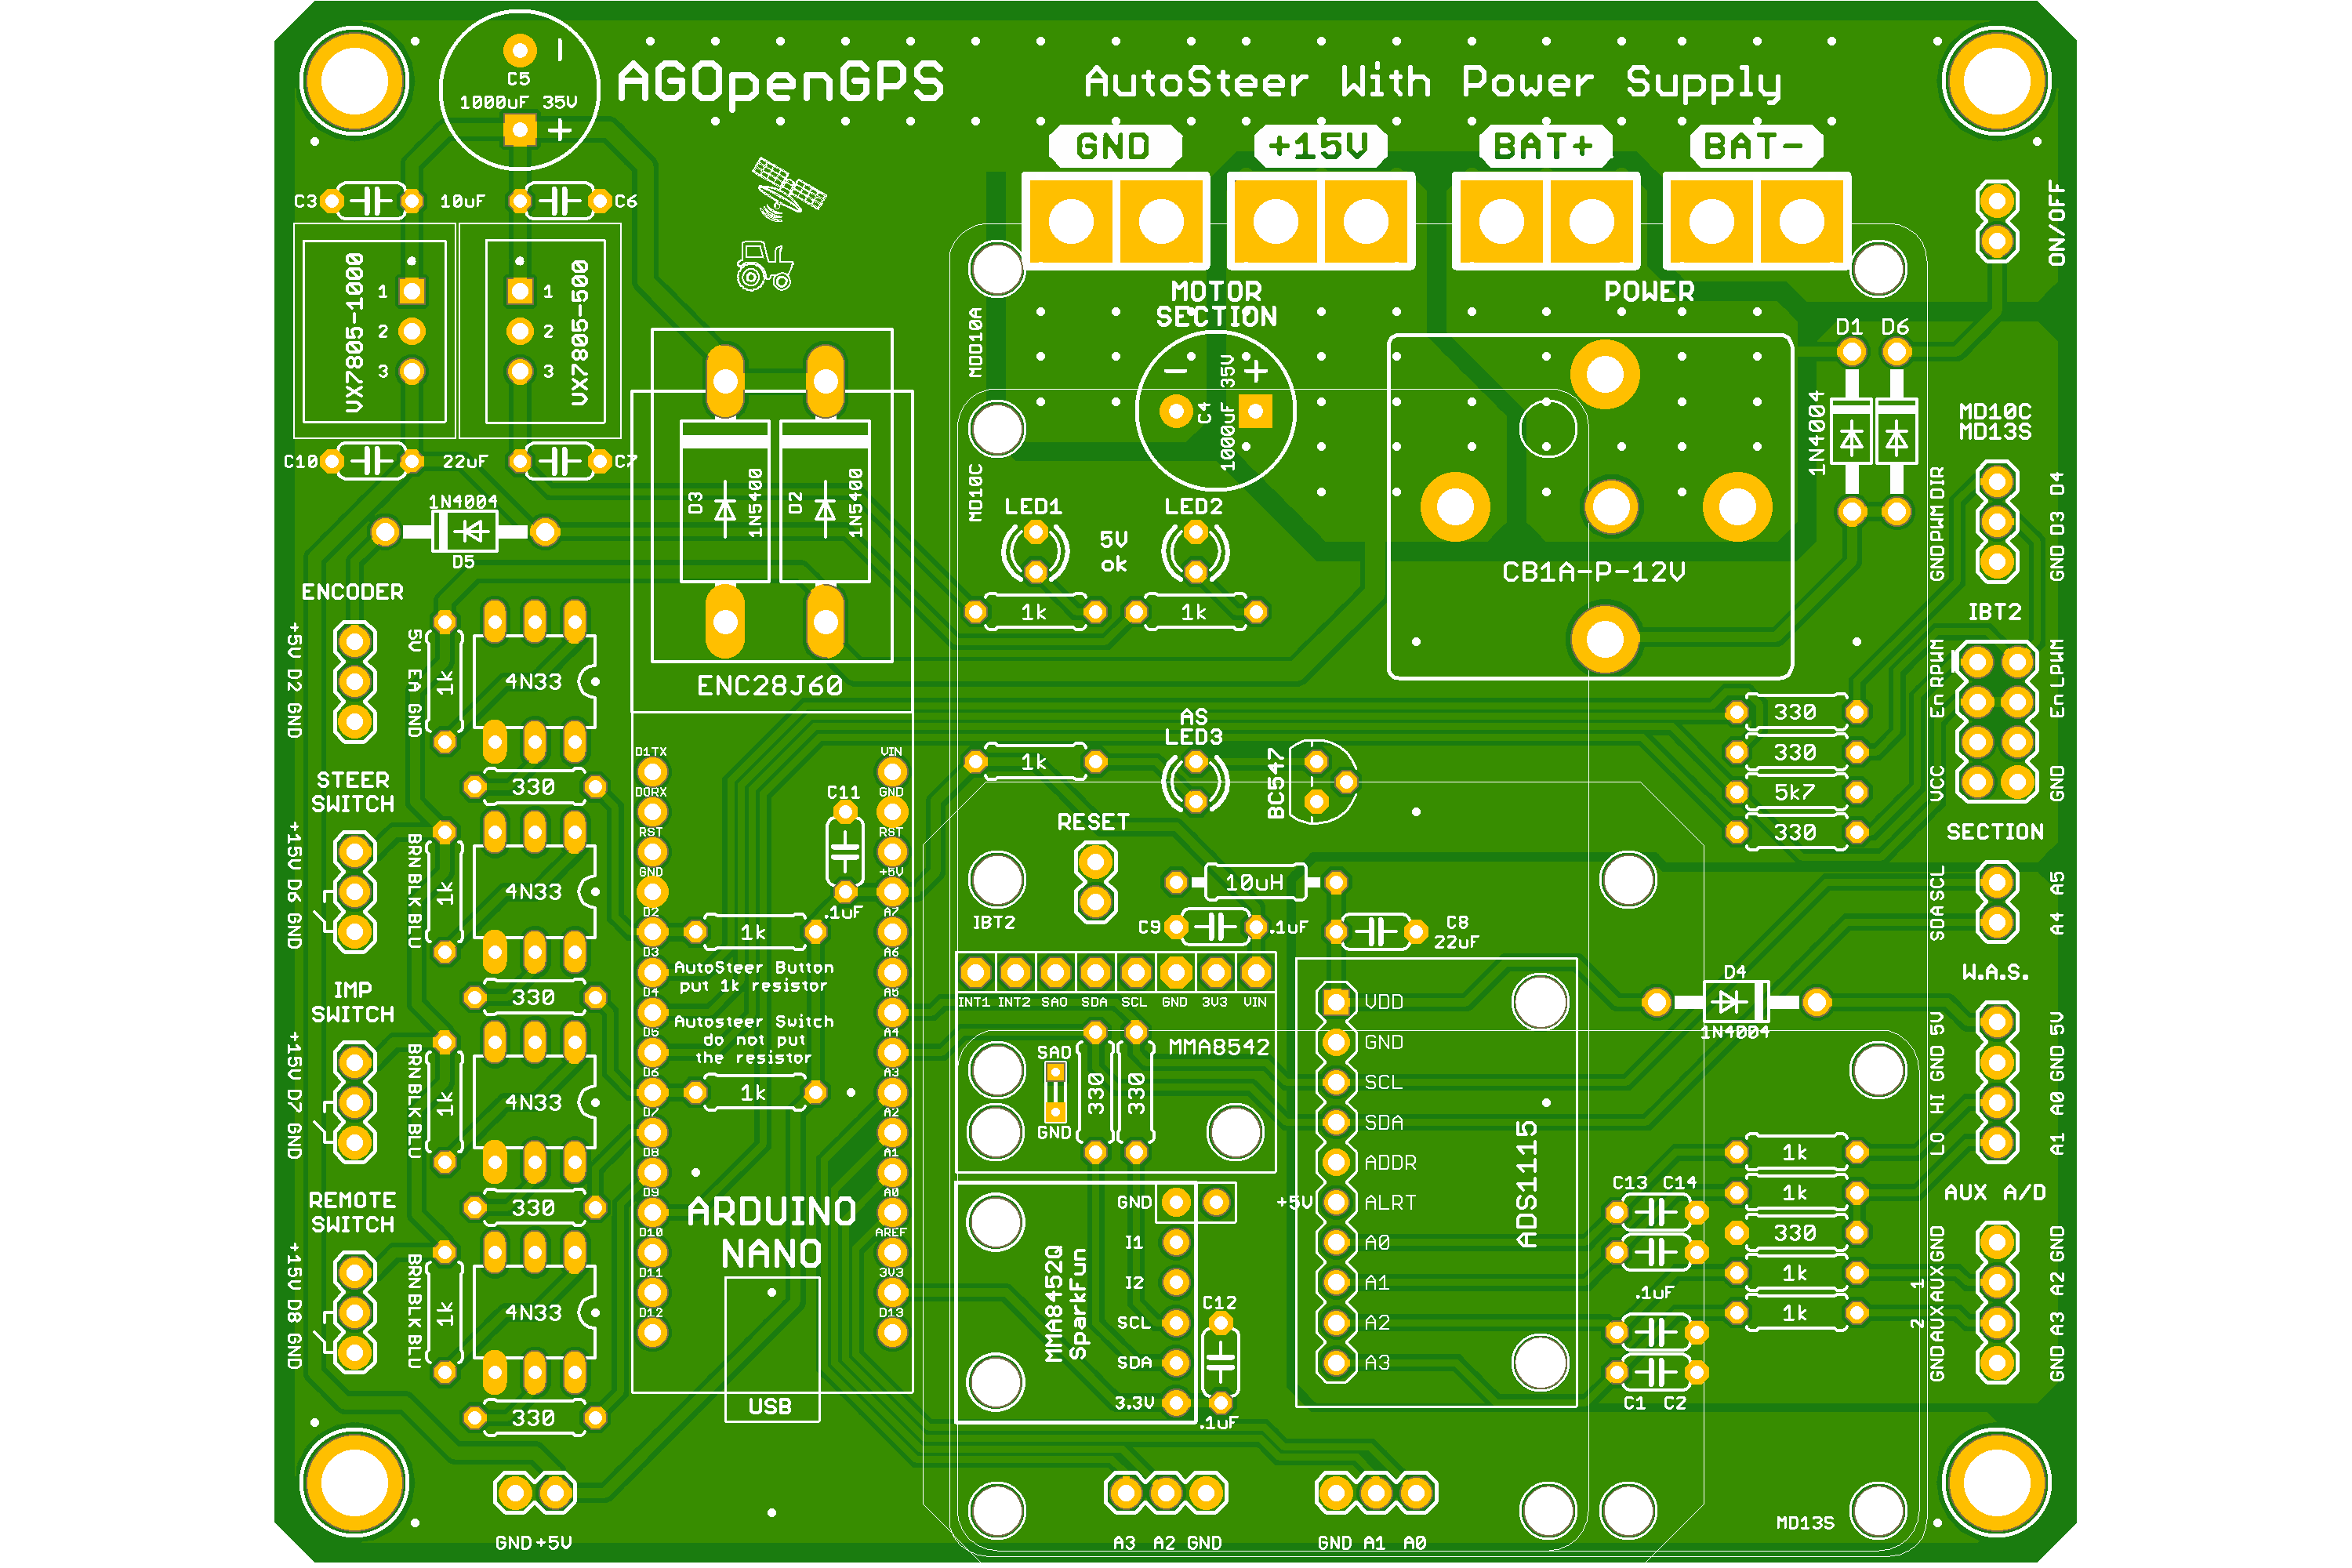 C5
1000uF 35V
AGOpenGPS
AutoSteer With Power Supply
GND
+15V
BAT+
BAT-
C3
10uF
C6
ON/OFF
VX7805-1000
1
2
3
VX7805-500
1
2
3
MOTOR
SECTION
POWER
MDD10A
C4
1000uF 35V
D1
D6
1N4004
MD10C
MD13S
C10
22uF
C7
1N4004
D5
D3
1N5400
D2
1N5400
MD10C
LED1
LED2
5V
ok
1k
1k
CB1A-P-12V
GND PWM DIR
GND D3 D4
IBT2
En RPWM
En LPWM
VCC
GND
ENC28J60
ENCODER
+5V D2 GND
5V EA GND
1k
4N33
330
STEER
SWITCH
+15V D6 GND
BRN BLK BLU
1k
4N33
330
IMP
SWITCH
+15V D7 GND
BRN BLK BLU
1k
4N33
330
REMOTE
SWITCH
+15V D8 GND
BRN BLK BLU
1k
4N33
330
GND +5V
D1TX
D0RX
RST
GND
D2
D3
D4
D5
D6
D7
D8
D9
D10
D11
D12
VIN
GND
RST
+5V
A7
A6
A5
A4
A3
A2
A1
A0
AREF
3V3
D13
C11
.1uF
1k
AutoSteer Button
put 1k resistor
Autosteer Switch
do not put
the resistor
1k
ARDUINO
NANO
USB
1k
AS
LED3
BC547
RESET
10uH
IBT2
C9
.1uF
C8
22uF
330
330
5k7
330
SECTION
SDA SCL
A4 A5
W.A.S.
INT1 INT2 SAO SDA SCL GND 3V3 VIN
MMA8542
SAO
GND
330
330
VDD
GND
SCL
SDA
ADDR
ALRT
A0
A1
A2
A3
ADS1115
D4
1N4004
LO HI GND 5V
A1 A0 GND 5V
AUX A/D
GND
+5V
I1
I2
SCL
SDA
3.3V
MMA8452Q
SparkFun
C12
.1uF
C13 C14
.1uF
C1 C2
1k
1k
330
1k
1k
1
2
GND AUX AUX GND
GND A3 A2 GND
A3 A2 GND
GND A1 A0
MD13S